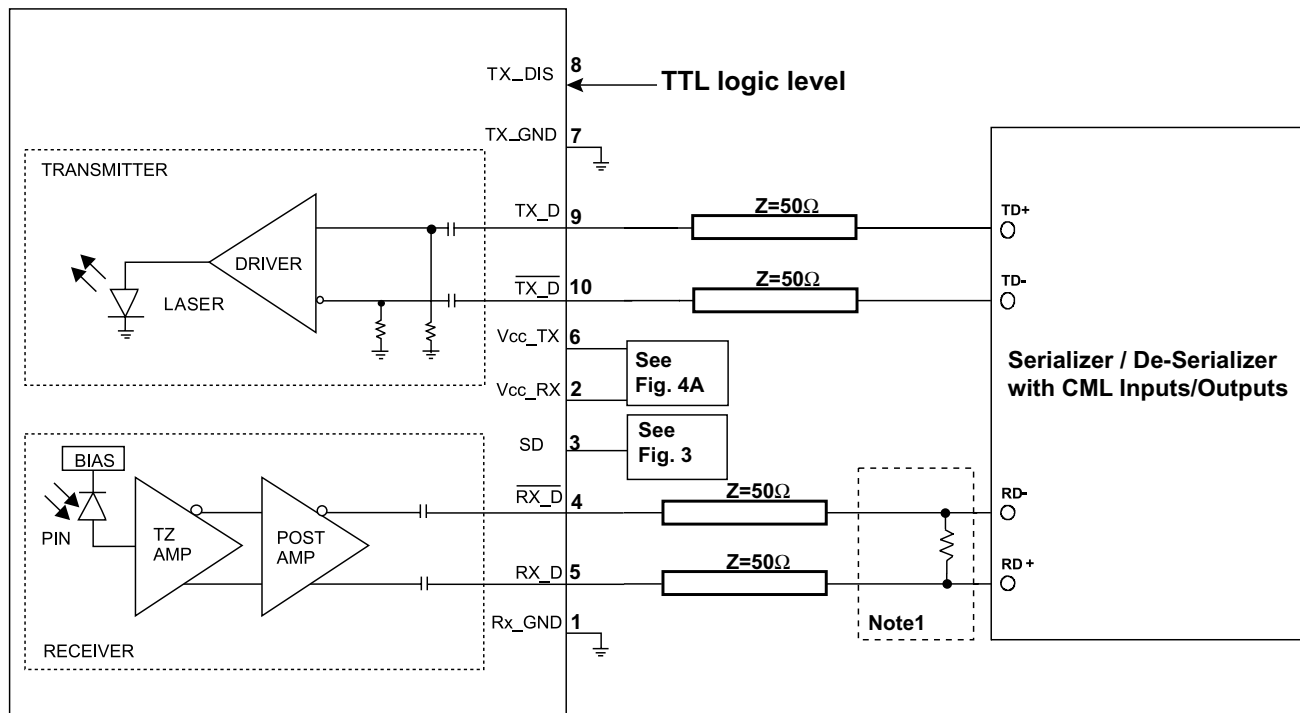 8
TX_DIS
TTL logic level
TX_GND
7
TRANSMITTER
TX_D
9
Z=50Ω
TD+
DRIVER
LASER
TX_D
10
Z=50Ω
TD-
Vcc_TX
6
See
Fig. 4A
Vcc_RX
2
Serializer / De-Serializer
with CML Inputs/Outputs
SD
3
See
Fig. 3
BIAS
PIN
TZ
AMP
POST
AMP
RX_D
4
Z=50Ω
RD-
RX_D
5
Z=50Ω
RD +
Rx_GND
1
Note1
RECEIVER